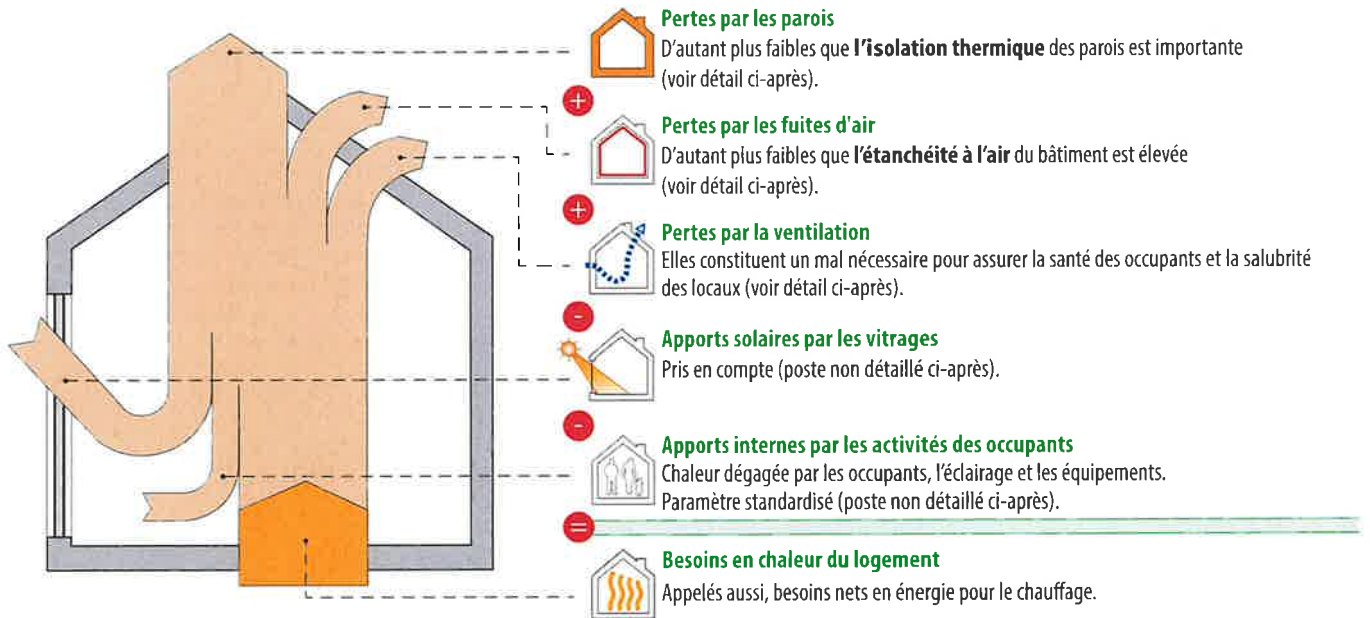 Pertes par les parois
D'autant plus faibles que l'isolation thermique des parois est importante
(voir détail ci-après).
+
Pertes par les fuites d'air
D'autant plus faibles que l'étanchéité à l'air du bâtiment est élevée
(voir détail ci-après).
+
Pertes par la ventilation
Elles constituent un mal nécessaire pour assurer la santé des occupants et la salubrité
des locaux (voir détail ci-après).
-
Apports solaires par les vitrages
Pris en compte (poste non détaillé ci-après).
-
Apports internes par les activités des occupants
Chaleur dégagée par les occupants, l'éclairage et les équipements.
Paramètre standardisé (poste non détaillé ci-après).
=
Besoins en chaleur du logement
Appelés aussi, besoins nets en énergie pour le chauffage.